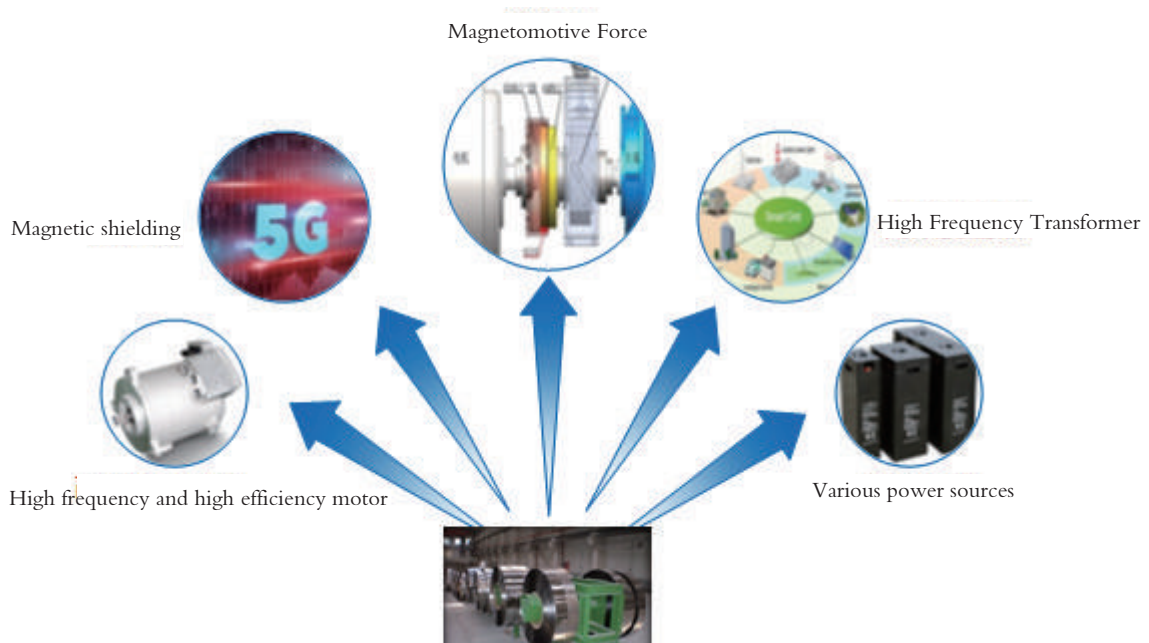 Magnetomotive Force
5G
Magnetic shielding
High Frequency Transformer
High frequency and high efficiency motor
Various power sources